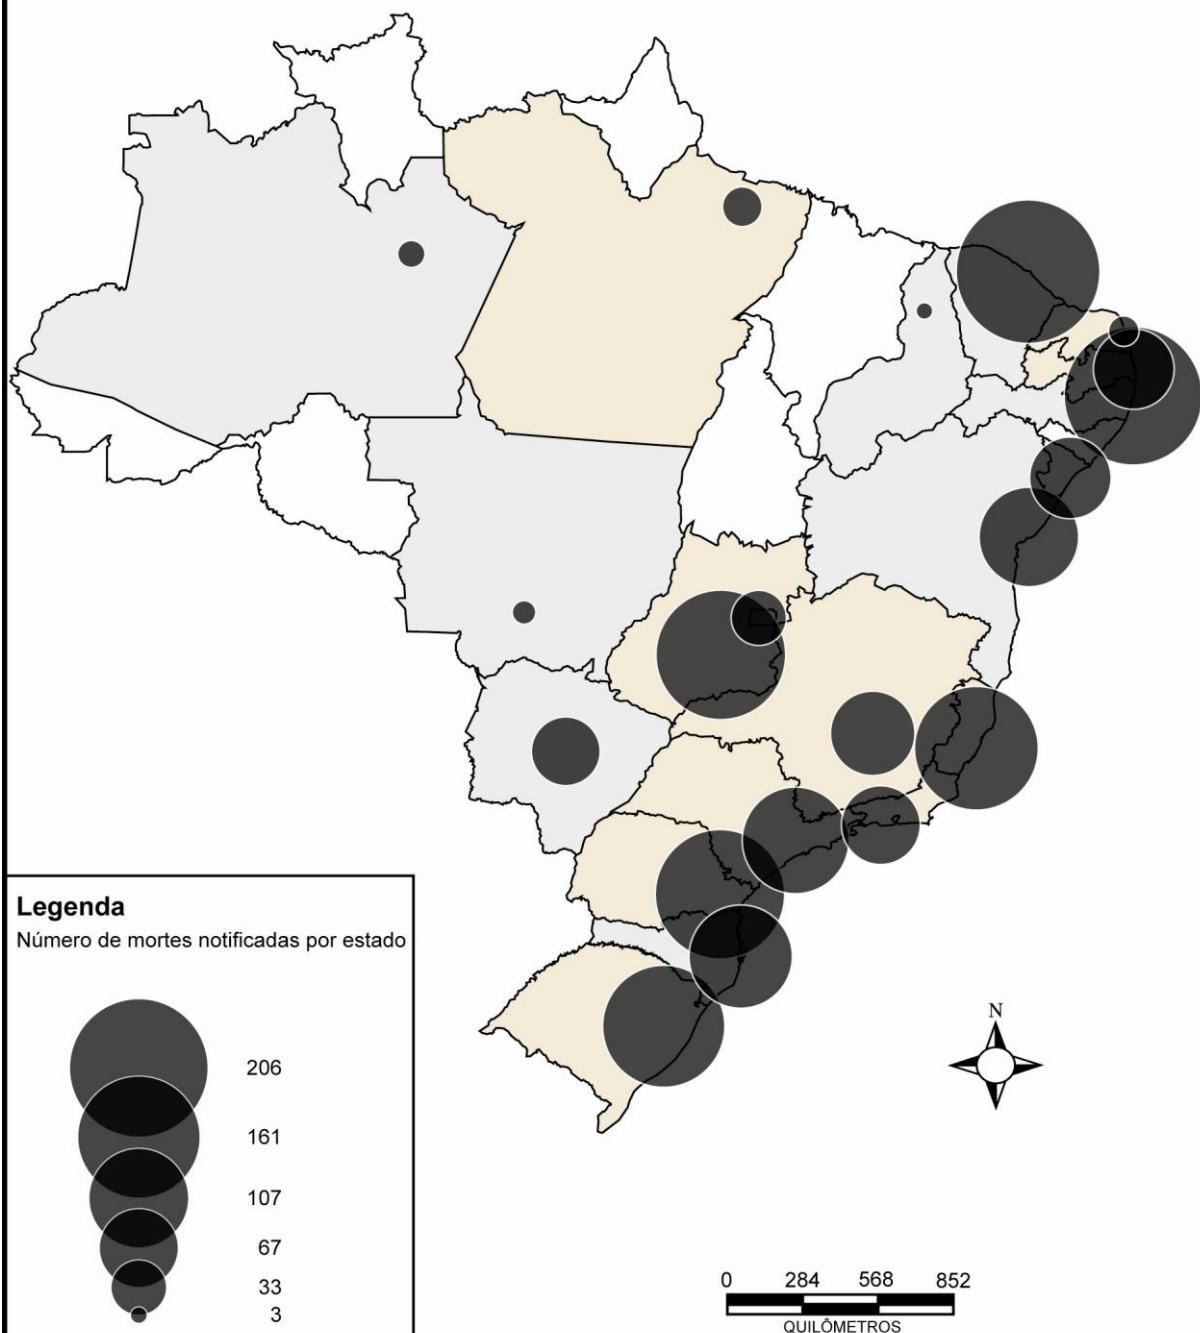 N
Legenda
Número de mortes notificadas por estado
206
161
107
67
33
3
0 284 568 852
QUILÔMETROS